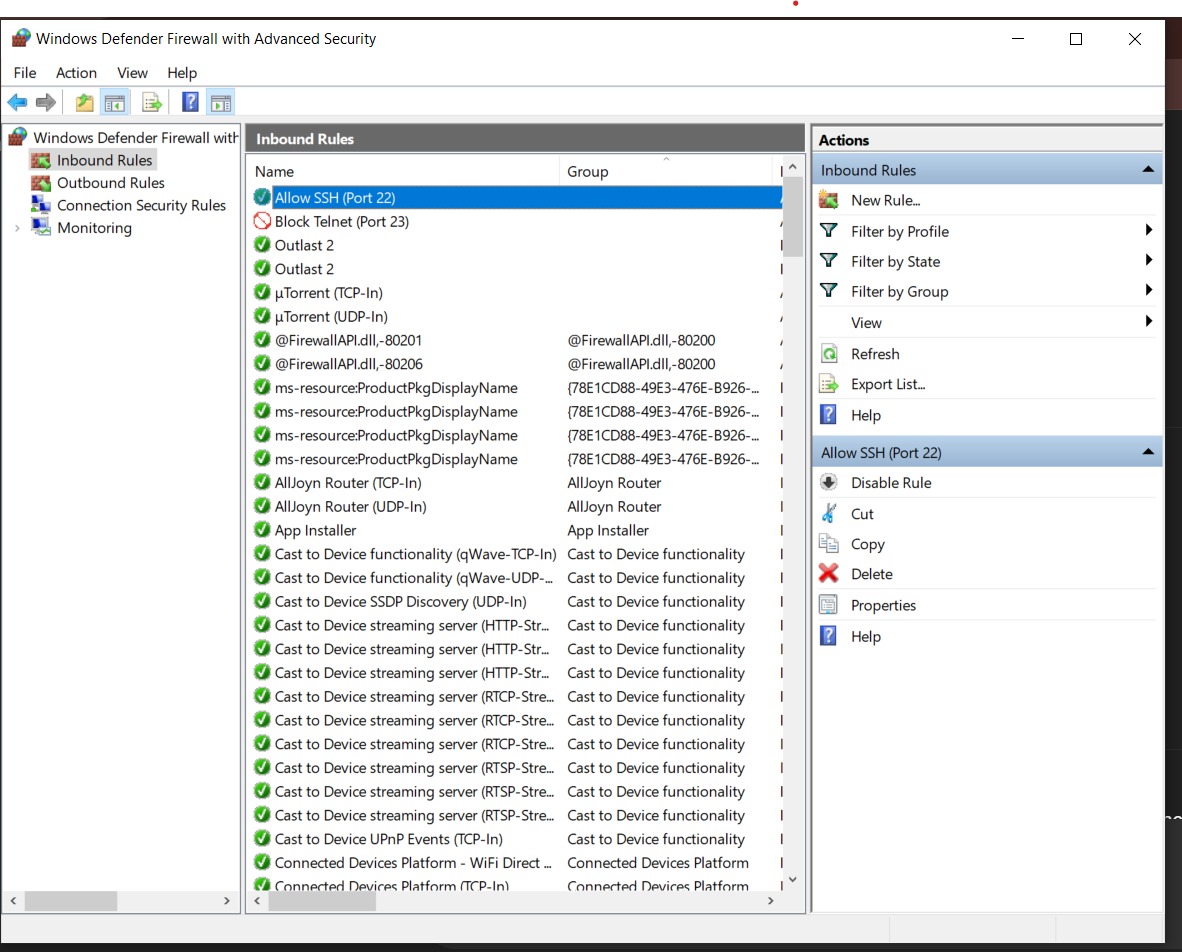 Windows Defender Firewall with Advanced Security
File Action View Help
Windows Defender Firewall with
Inbound Rules
Outbound Rules
Connection Security Rules
Monitoring
Inbound Rules
Name Group
Allow SSH (Port 22)
Block Telnet (Port 23)
Outlast 2
Outlast 2
µTorrent (TCP-In)
µTorrent (UDP-In)
@FirewallAPI.dll,-80201 @FirewallAPI.dll,-80200
@FirewallAPI.dll,-80206 @FirewallAPI.dll,-80200
ms-resource:ProductPkgDisplayName {78E1CD88-49E3-476E-B926-...
ms-resource:ProductPkgDisplayName {78E1CD88-49E3-476E-B926-...
ms-resource:ProductPkgDisplayName {78E1CD88-49E3-476E-B926-...
ms-resource:ProductPkgDisplayName {78E1CD88-49E3-476E-B926-...
AllJoyn Router (TCP-In) AllJoyn Router
AllJoyn Router (UDP-In) AllJoyn Router
App Installer App Installer
Cast to Device functionality (qWave-TCP-In) Cast to Device functionality
Cast to Device functionality (qWave-UDP-... Cast to Device functionality
Cast to Device SSDP Discovery (UDP-In) Cast to Device functionality
Cast to Device streaming server (HTTP-Str... Cast to Device functionality
Cast to Device streaming server (HTTP-Str... Cast to Device functionality
Cast to Device streaming server (HTTP-Str... Cast to Device functionality
Cast to Device streaming server (RTCP-Stre... Cast to Device functionality
Cast to Device streaming server (RTCP-Stre... Cast to Device functionality
Cast to Device streaming server (RTCP-Stre... Cast to Device functionality
Cast to Device streaming server (RTSP-Stre... Cast to Device functionality
Cast to Device streaming server (RTSP-Stre... Cast to Device functionality
Cast to Device streaming server (RTSP-Stre... Cast to Device functionality
Cast to Device UPnP Events (TCP-In) Cast to Device functionality
Connected Devices Platform - WiFi Direct ... Connected Devices Platform
Connected Devices Platform (TCP-In) Connected Devices Platform
Actions
Inbound Rules
New Rule...
Filter by Profile
Filter by State
Filter by Group
View
Refresh
Export List...
Help
Allow SSH (Port 22)
Disable Rule
Cut
Copy
Delete
Properties
Help